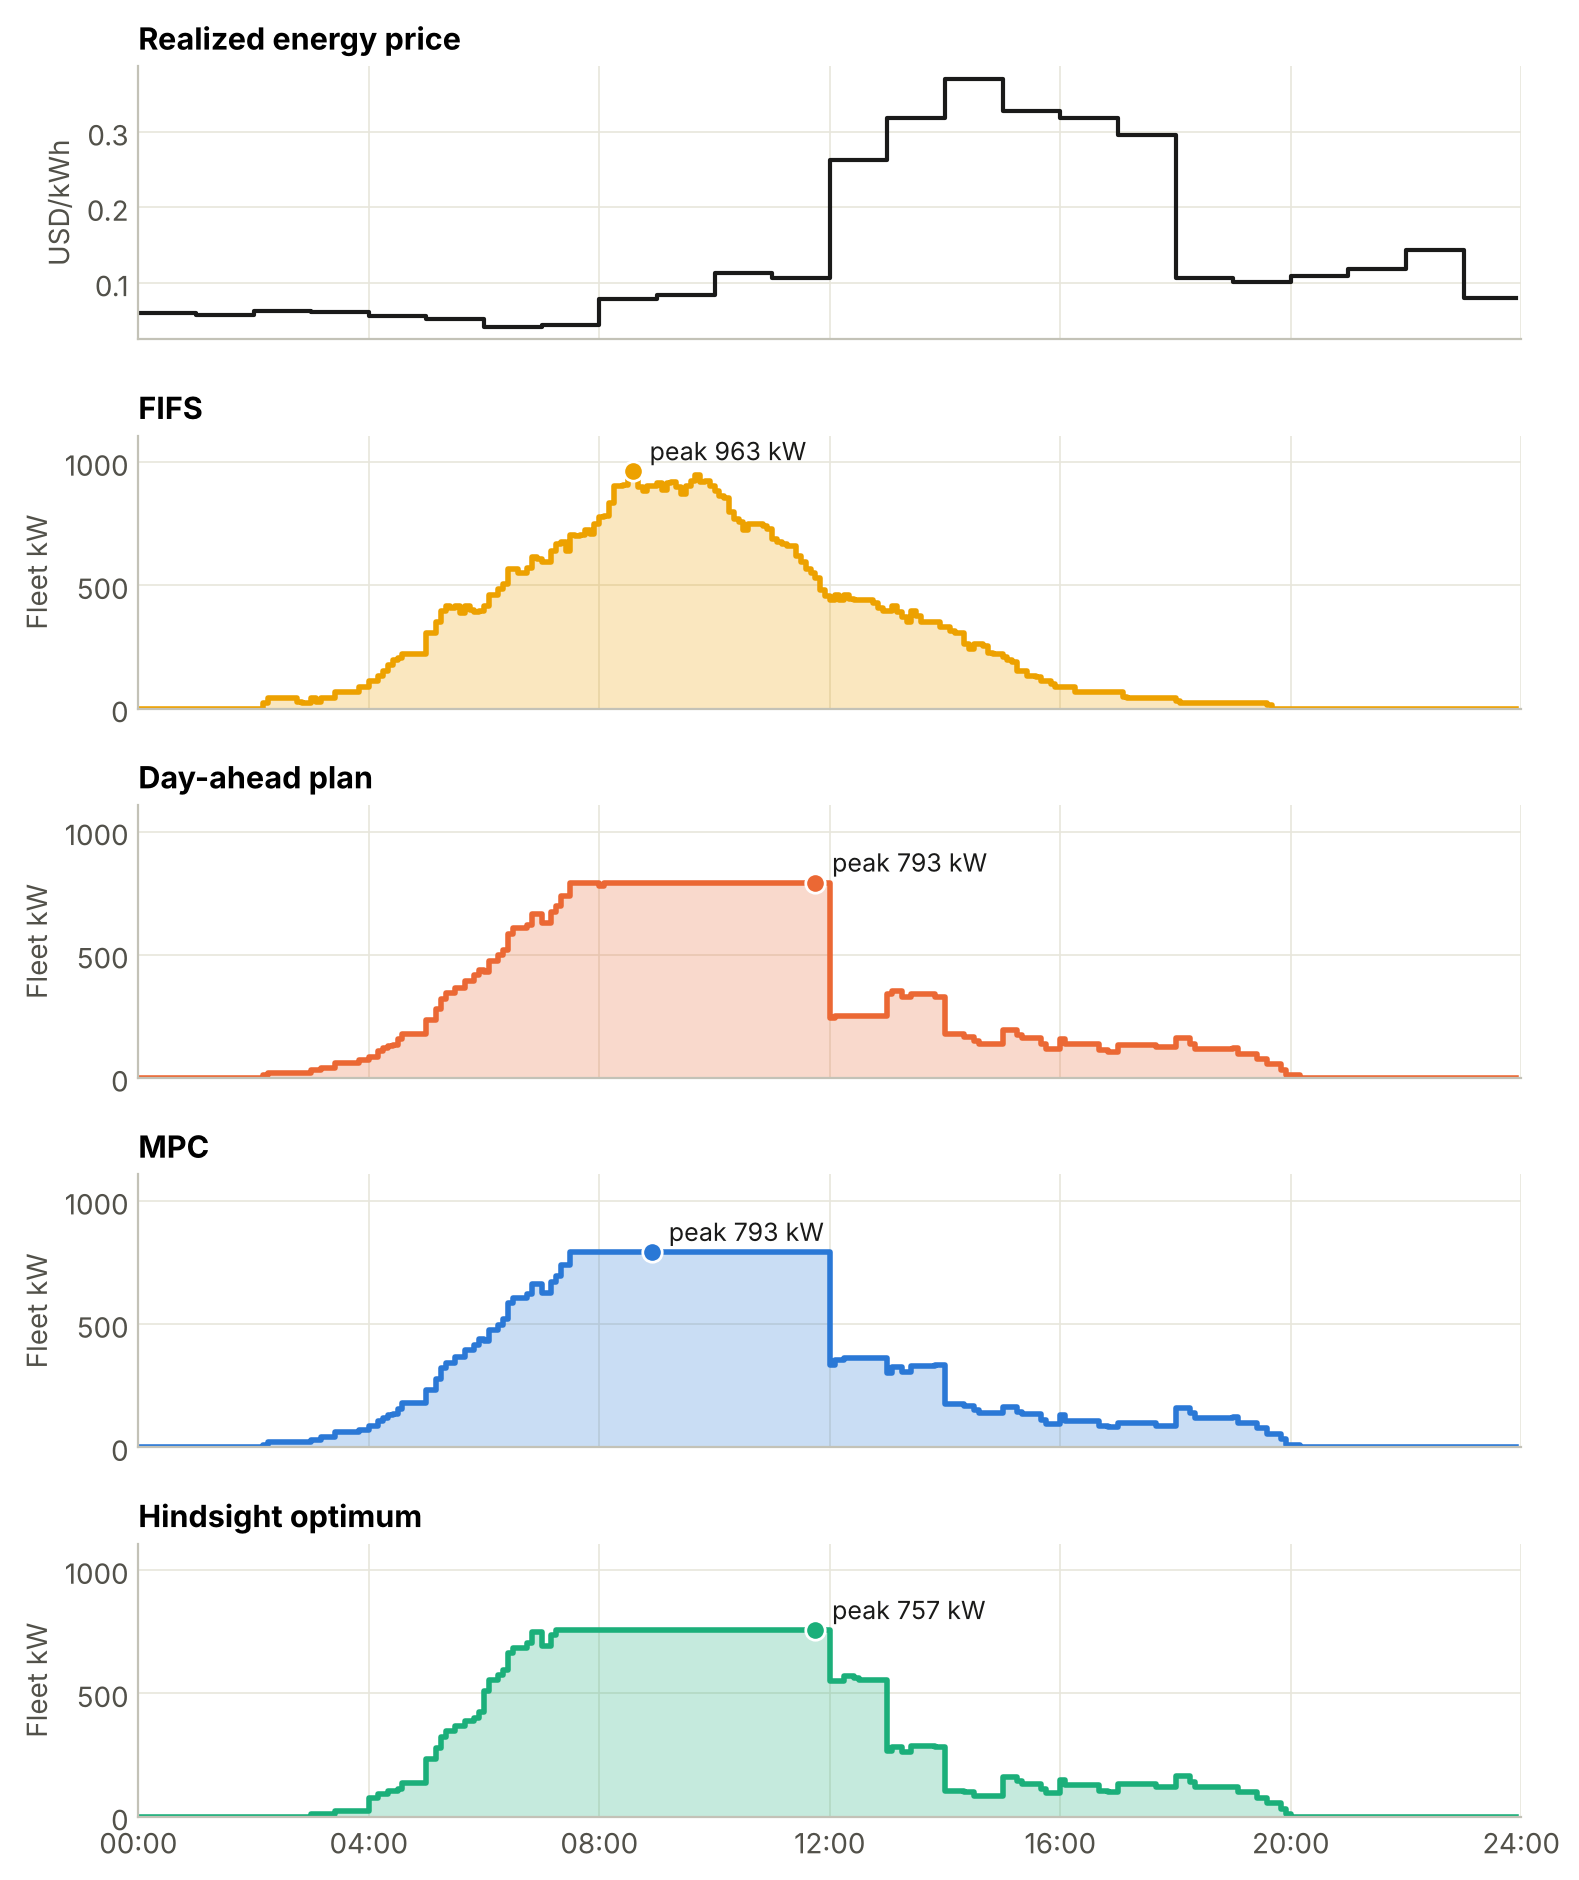 Realized energy price
USD/kWh
0.3
0.2
0.1
FIFS
Fleet kW
1000
500
0
peak 963 kW
Day-ahead plan
Fleet kW
1000
500
0
peak 793 kW
MPC
Fleet kW
1000
500
0
peak 793 kW
Hindsight optimum
Fleet kW
1000
500
0
peak 757 kW
00:00 04:00 08:00 12:00 16:00 20:00 24:00